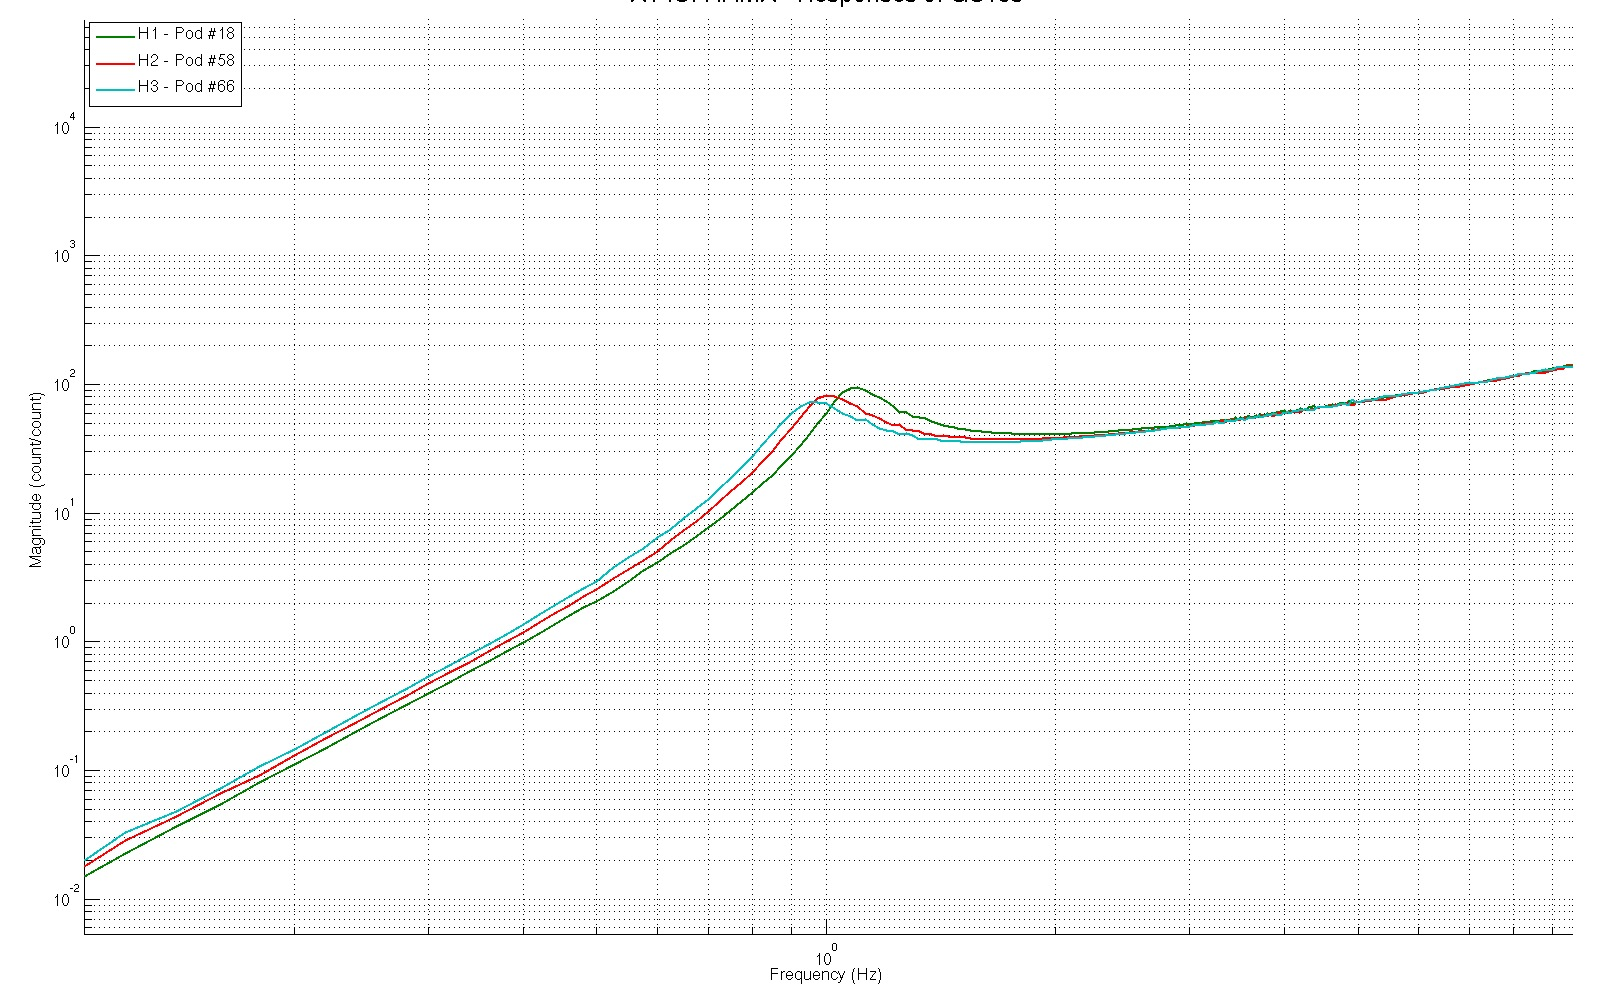 H1 - Pod #18
H2 - Pod #58
H3 - Pod #66
10^4
10^3
10^2
10^1
10^0
10^-1
10^-2
Magnitude (count/count)
10^0
Frequency (Hz)